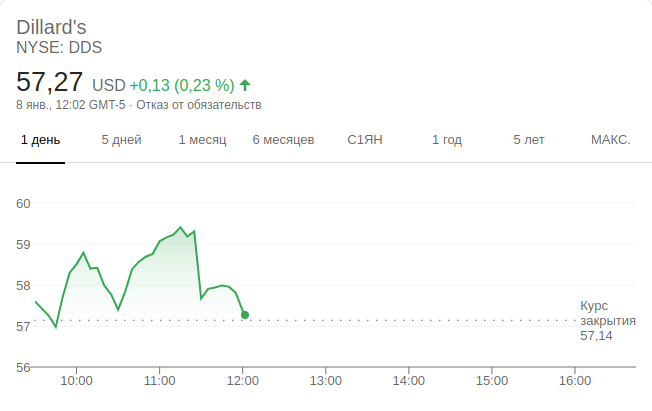 Dillard's
NYSE: DDS
57,27 USD +0,13 (0,23 %)
8 янв., 12:02 GMT-5 · Отказ от обязательств
1 день 5 дней 1 месяц 6 месяцев С1ЯН 1 год 5 лет МАКС.
60
59
58
57
56
Курс
закрытия
57,14
10:00 11:00 12:00 13:00 14:00 15:00 16:00